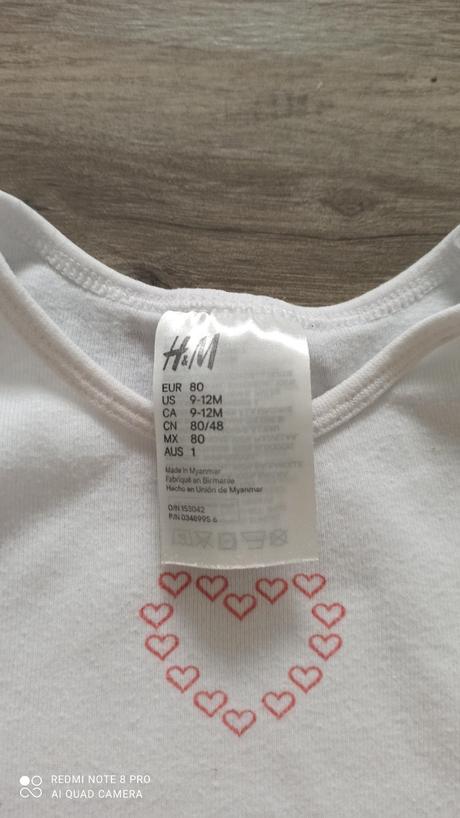 H&M
EUR 80
US 9-12M
CA 9-12M
CN 80/48
MX 80
AUS 1
Made in Myanmar
Fabriqué en Birmanie
Hecho en Unión de Myanmar
O/N 153042
P/N 0348995 6
REDMI NOTE 8 PRO
AI QUAD CAMERA